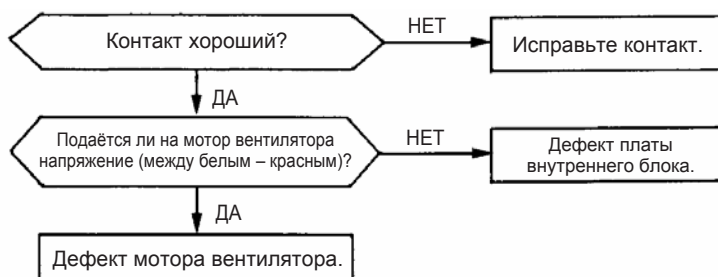 Контакт хороший?
НЕТ
Исправьте контакт.
ДА
Подаётся ли на мотор вентилятора
напряжение (между белым – красным)?
НЕТ
Дефект платы
внутреннего блока.
ДА
Дефект мотора вентилятора.